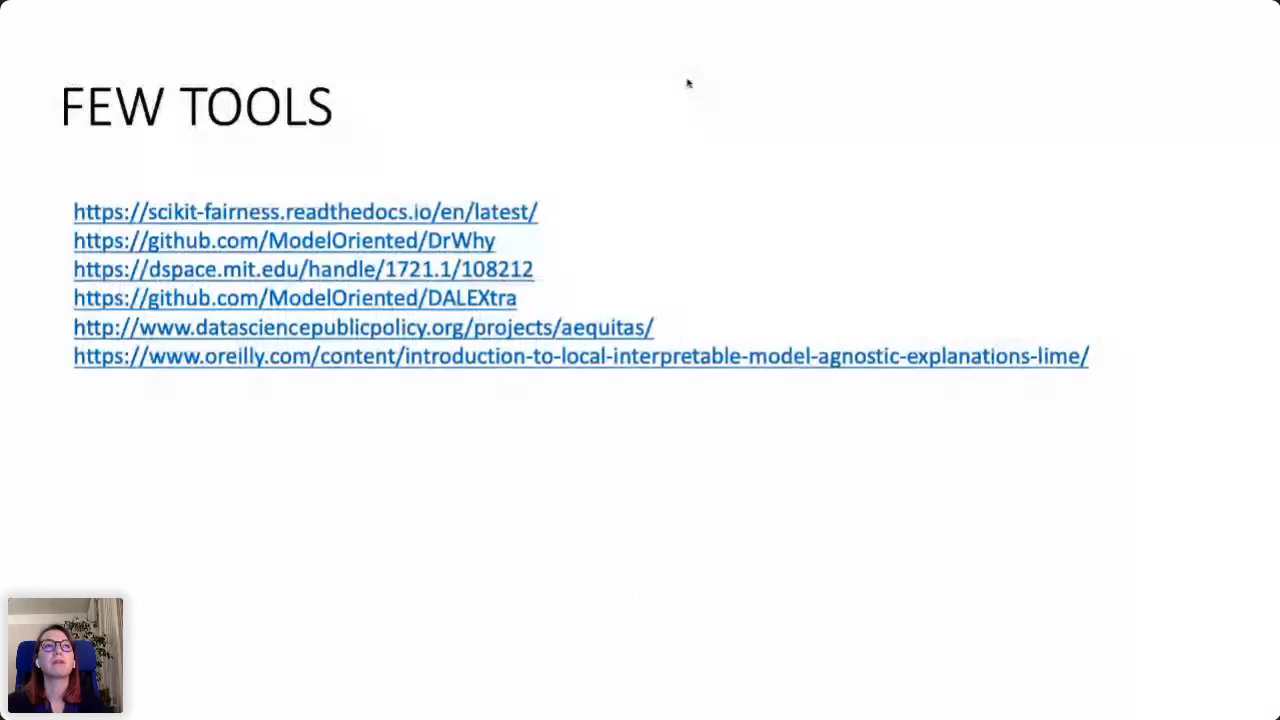 FEW TOOLS
https://scikit-fairness.readthedocs.io/en/latest/
https://github.com/ModelOriented/DrWhy
https://dspace.mit.edu/handle/1721.1/108212
https://github.com/ModelOriented/DALEXtra
http://www.datasciencepublicpolicy.org/projects/aequitas/
https://www.oreilly.com/content/introduction-to-local-interpretable-model-agnostic-explanations-lime/